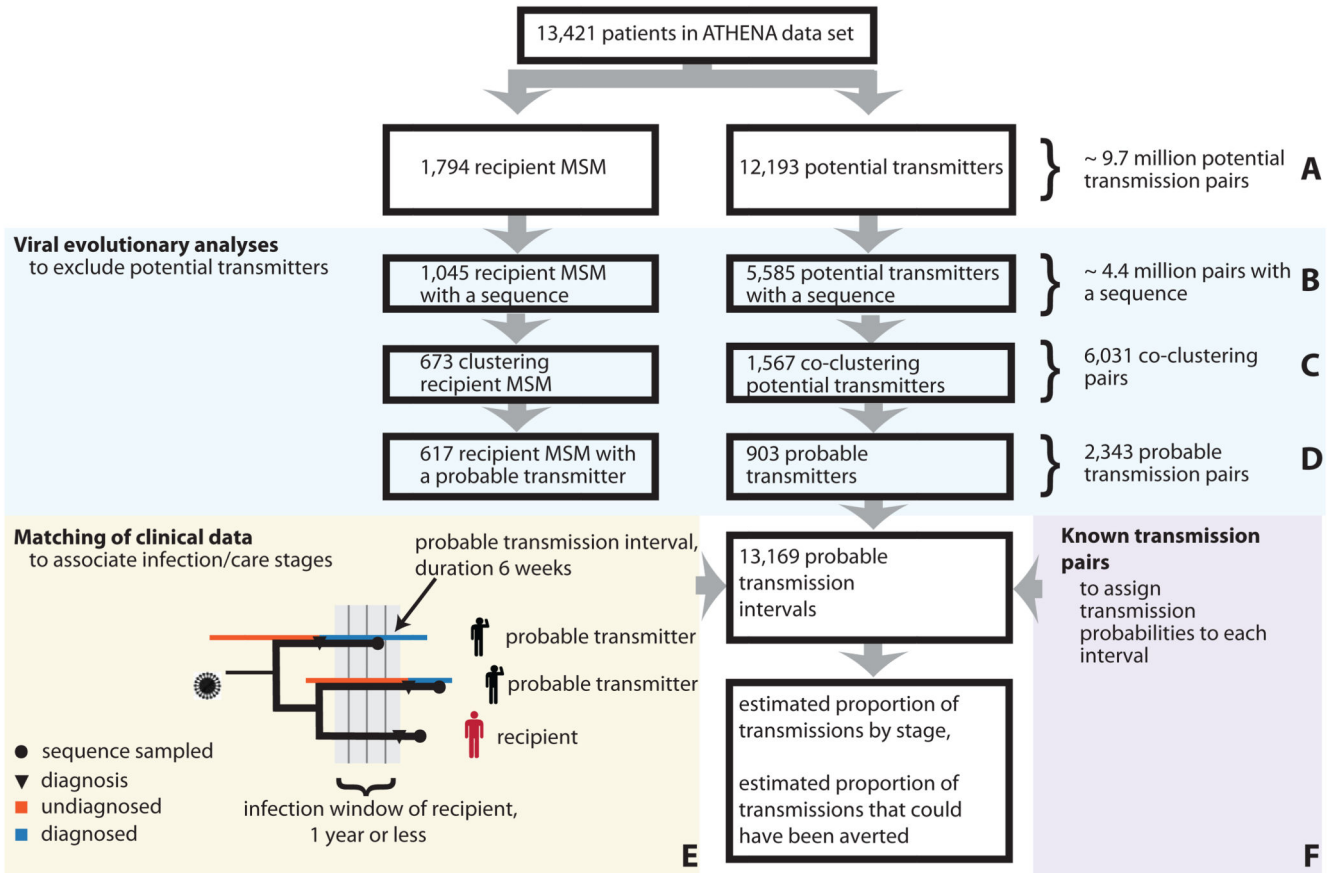 13,421 patients in ATHENA data set
1,794 recipient MSM
12,193 potential transmitters
~ 9.7 million potential
transmission pairs
A
Viral evolutionary analyses
to exclude potential transmitters
1,045 recipient MSM
with a sequence
5,585 potential transmitters
with a sequence
~ 4.4 million pairs with
a sequence
B
673 clustering
recipient MSM
1,567 co-clustering
potential transmitters
6,031 co-clustering
pairs
C
617 recipient MSM with
a probable transmitter
903 probable
transmitters
2,343 probable
transmission pairs
D
Matching of clinical data
to associate infection/care stages
probable transmission interval,
duration 6 weeks
probable transmitter
probable transmitter
recipient
sequence sampled
diagnosis
undiagnosed
diagnosed
infection window of recipient,
1 year or less
E
13,169 probable
transmission
intervals
estimated proportion of
transmissions by stage,
estimated proportion of
transmissions that could
have been averted
Known transmission
pairs
to assign
transmission
probabilities to each
interval
F